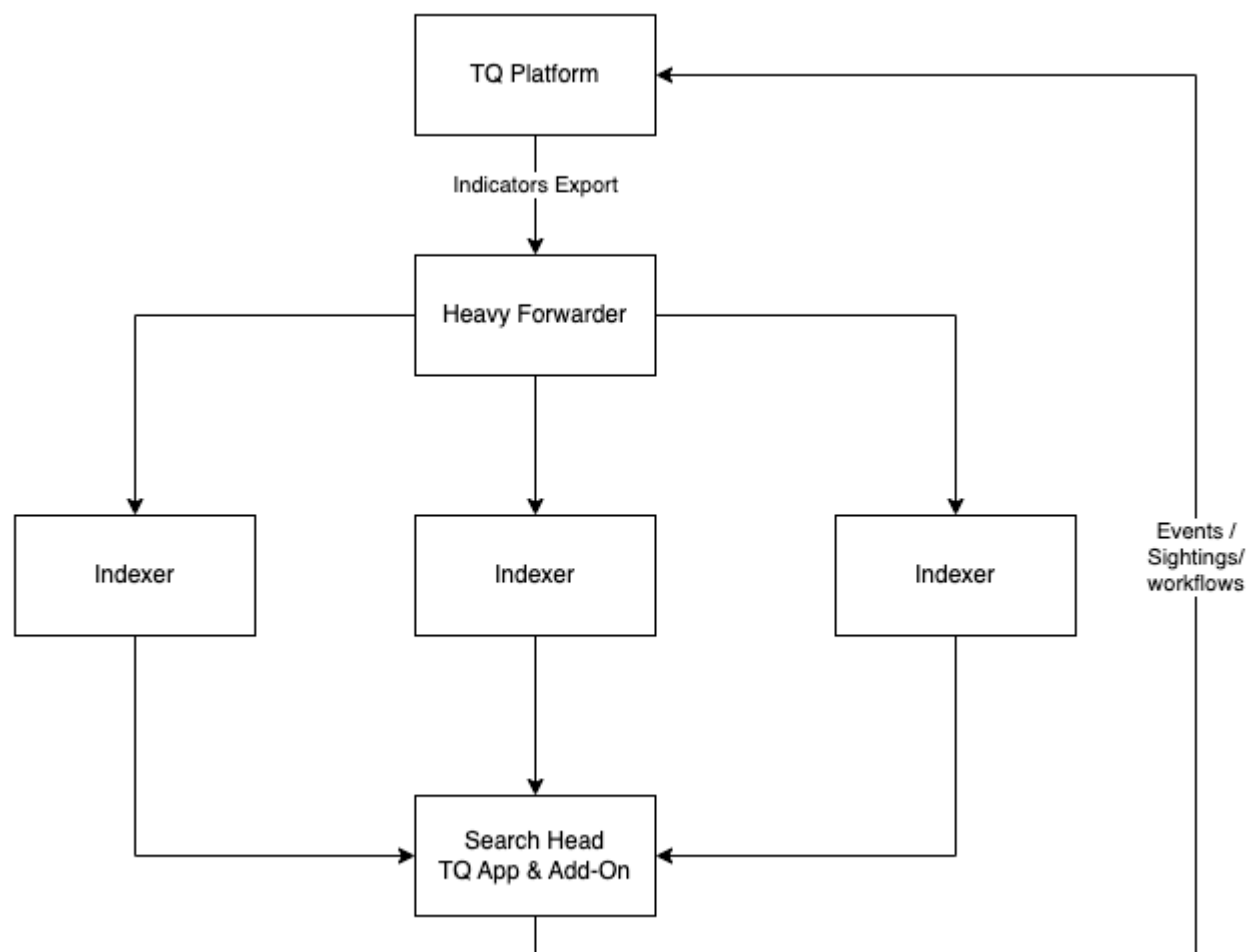 TQ Platform
Indicators Export
Heavy Forwarder
Indexer
Indexer
Indexer
Events /
Sightings/
workflows
Search Head
TQ App & Add-On